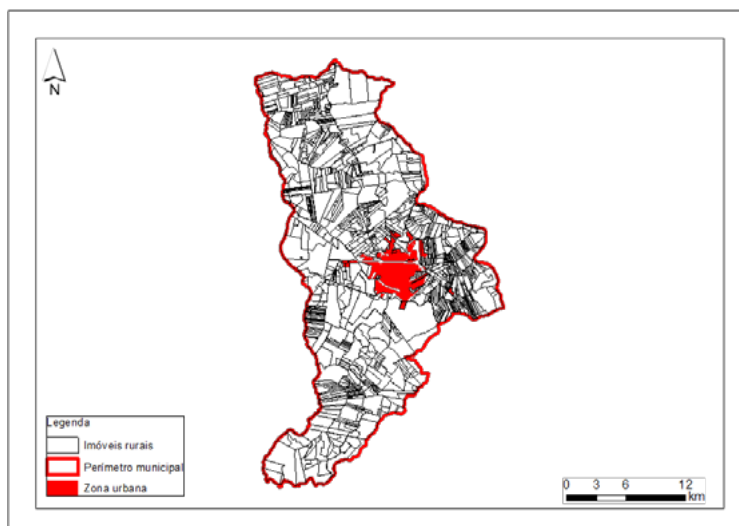 N
Legenda
Imóveis rurais
Perímetro municipal
Zona urbana
0 3 6 12
km